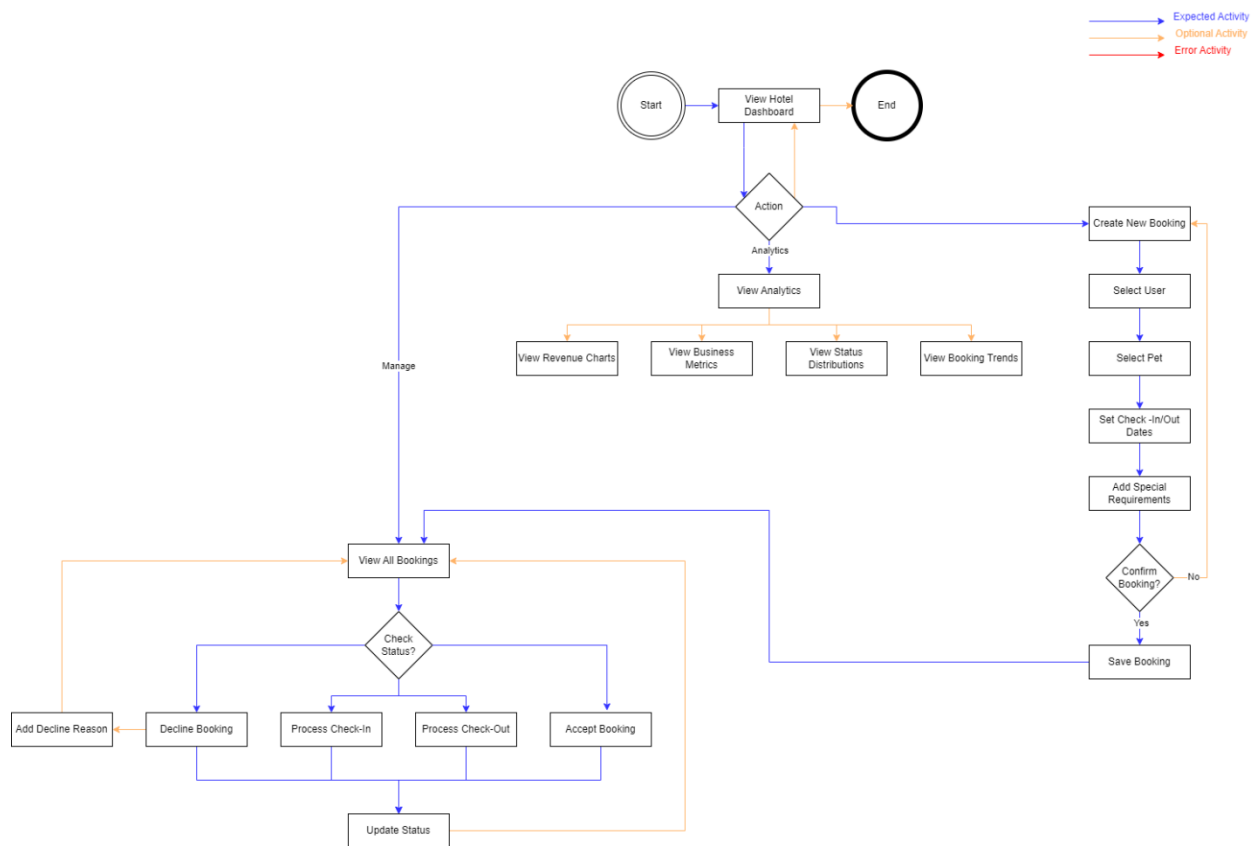 Expected Activity
Optional Activity
Error Activity
Start
View Hotel
Dashboard
End
Action
Create New Booking
Analytics
View Analytics
Select User
View Revenue Charts
View Business
Metrics
View Status
Distributions
View Booking Trends
Select Pet
Manage
Set Check -In/Out
Dates
Add Special
Requirements
View All Bookings
Confirm
Booking?
No
Yes
Check
Status?
Save Booking
Add Decline Reason
Decline Booking
Process Check-In
Process Check-Out
Accept Booking
Update Status